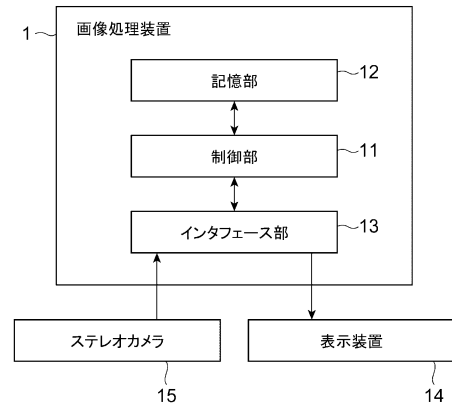 1
画像処理装置
記憶部
12
制御部
11
インタフェース部
13
ステレオカメラ
表示装置
15
14